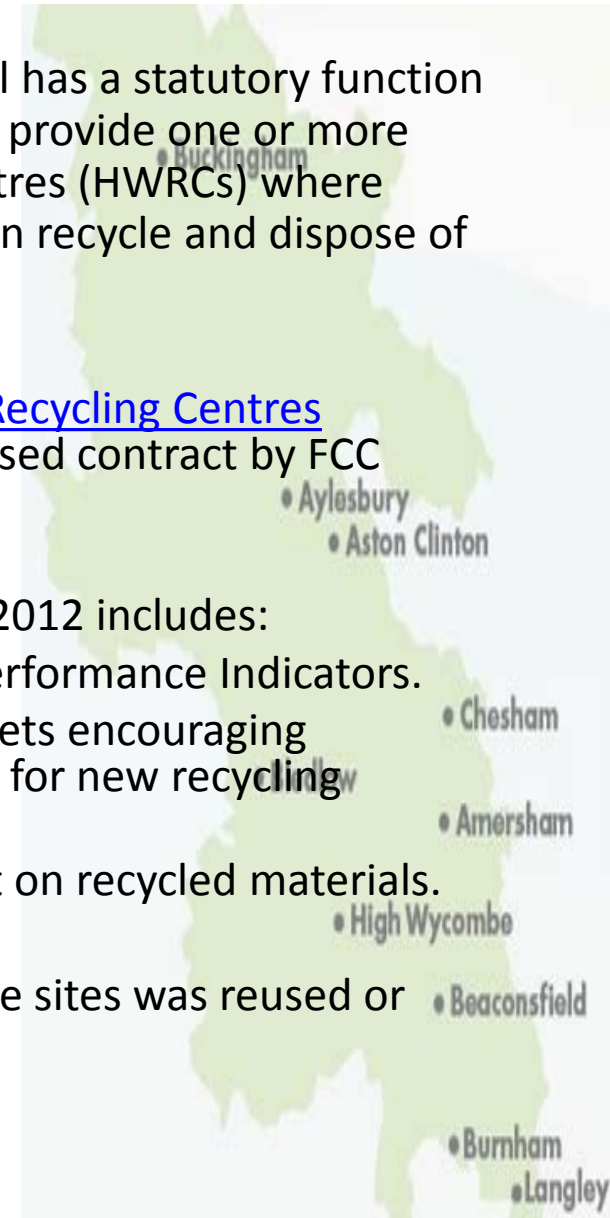 l has a statutory function
provide one or more
Buckingham
tres (HWRCs) where
n recycle and dispose of
Recycling Centres
sed contract by FCC
Aylesbury
Aston Clinton
2012 includes:
erformance Indicators.
ets encouraging
Chesham
for new recycling
Amersham
t on recycled materials.
High Wycombe
e sites was reused or
Beaconsfield
Burnham
Langley